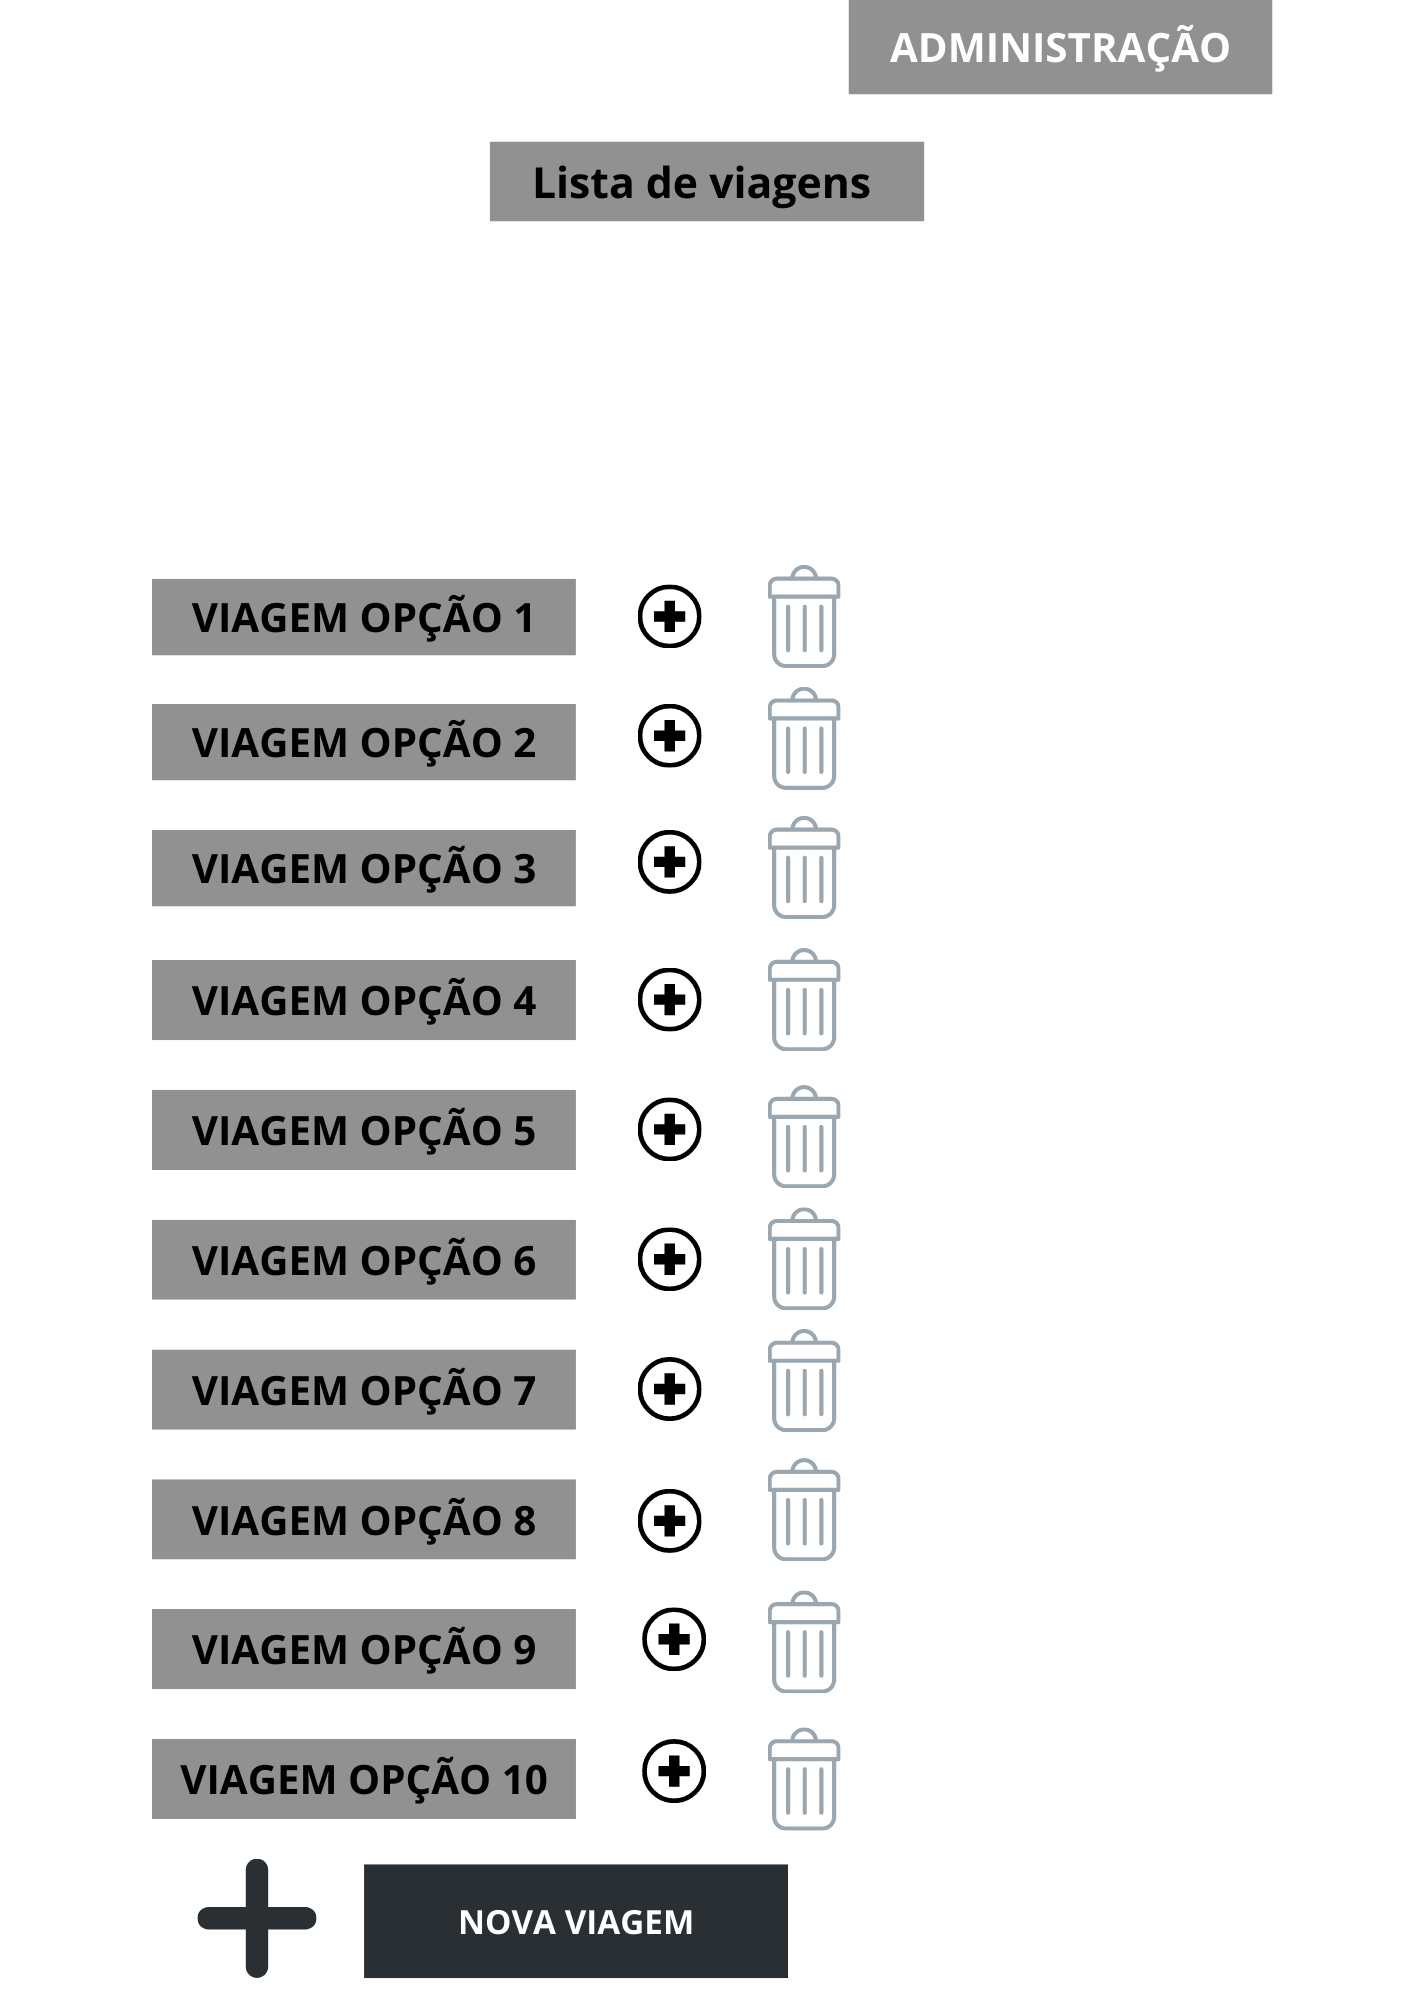 ADMINISTRAÇÃO
Lista de viagens
VIAGEM OPÇÃO 1
VIAGEM OPÇÃO 2
VIAGEM OPÇÃO 3
VIAGEM OPÇÃO 4
VIAGEM OPÇÃO 5
VIAGEM OPÇÃO 6
VIAGEM OPÇÃO 7
VIAGEM OPÇÃO 8
VIAGEM OPÇÃO 9
VIAGEM OPÇÃO 10
NOVA VIAGEM